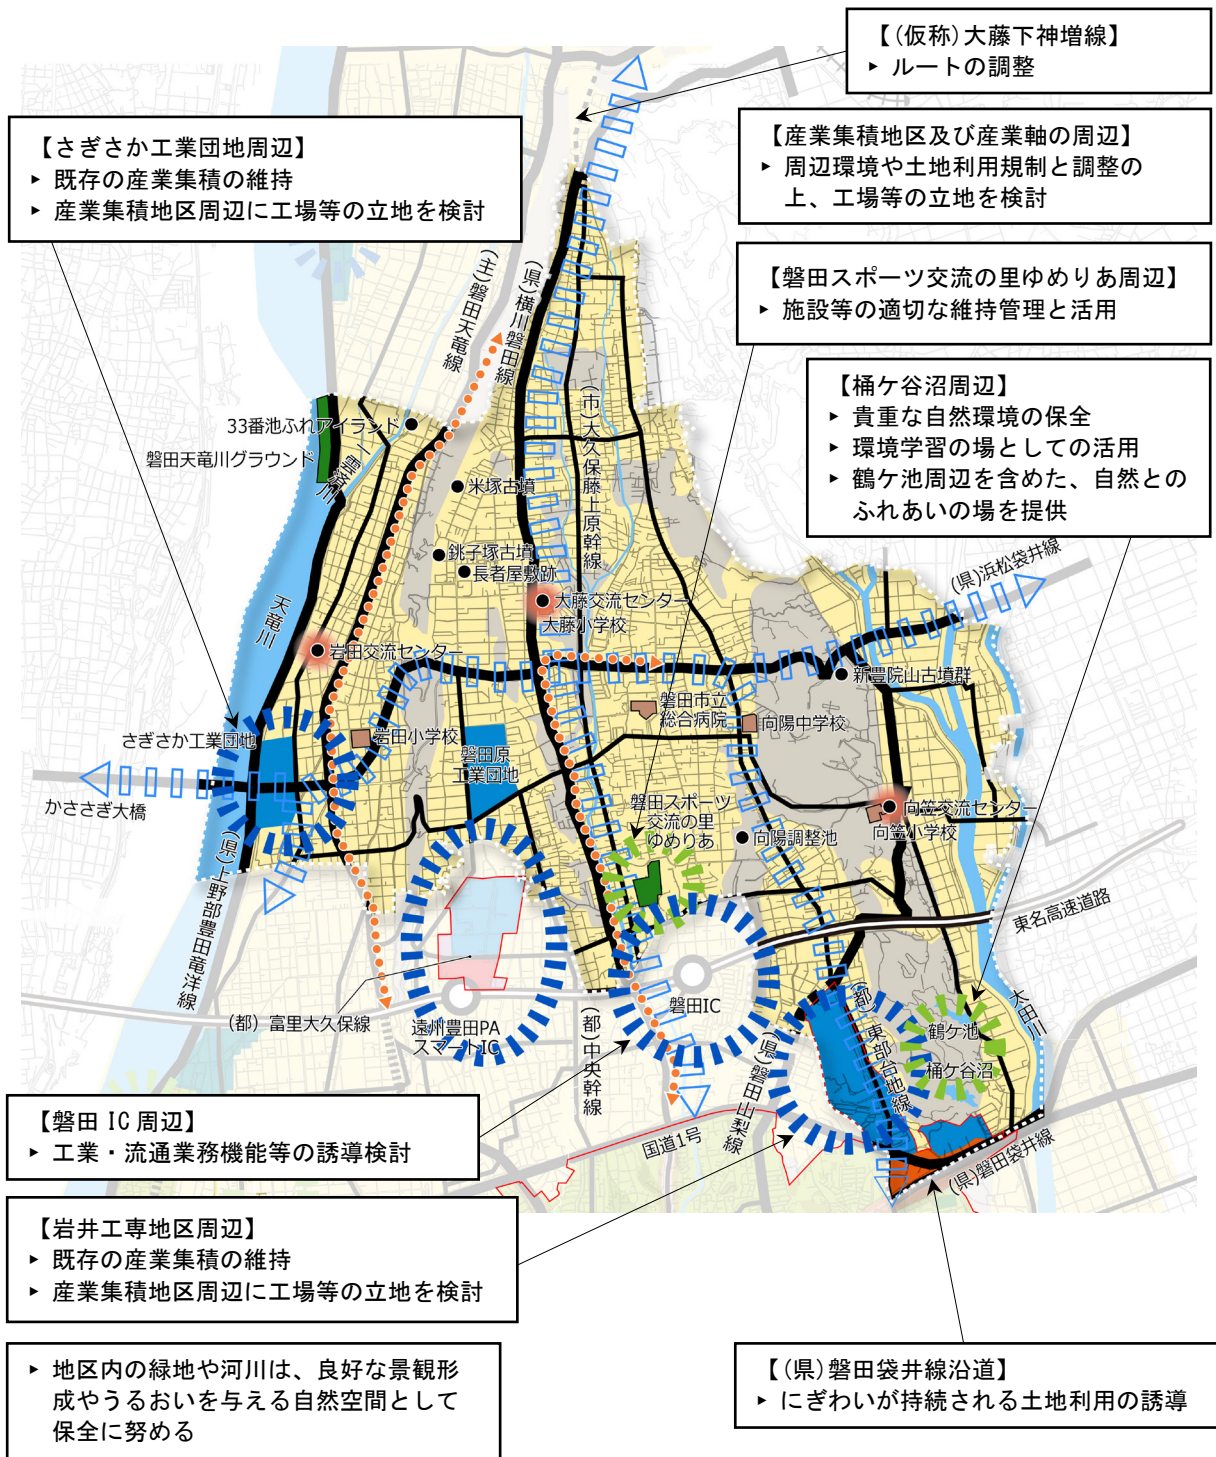 【(仮称)大藤下神増線】
▸ ルートの調整
【さぎさか工業団地周辺】
▸ 既存の産業集積の維持
▸ 産業集積地区周辺に工場等の立地を検討
【産業集積地区及び産業軸の周辺】
▸ 周辺環境や土地利用規制と調整の
上、工場等の立地を検討
【磐田スポーツ交流の里ゆめりあ周辺】
▸ 施設等の適切な維持管理と活用
【桶ケ谷沼周辺】
▸ 貴重な自然環境の保全
▸ 環境学習の場としての活用
▸ 鶴ケ池周辺を含めた、自然との
ふれあいの場を提供
(主)磐田天竜線
(県)横川磐田線
(市)大久保藤上原幹線
33番池ふれアイランド
磐田天竜川グラウンド
一雲済川
米塚古墳
銚子塚古墳
長者屋敷跡
大藤交流センター
大藤小学校
(県)浜松袋井線
天竜川
岩田交流センター
新豊院山古墳群
磐田市立
総合病院
向陽中学校
さぎさか工業団地
岩田小学校
磐田原
工業団地
かささぎ大橋
磐田スポーツ
交流の里
ゆめりあ
向笠交流センター
向笠小学校
向陽調整池
(県)上野部豊田竜洋線
東名高速道路
太田川
(都)富里大久保線
遠州豊田PA
スマートIC
(都)中央幹線
磐田IC
(県)磐田山梨線
(都)東部台地線
鶴ケ池
桶ケ谷沼
国道1号
(県)磐田袋井線
【磐田 IC 周辺】
▸ 工業・流通業務機能等の誘導検討
【岩井工専地区周辺】
▸ 既存の産業集積の維持
▸ 産業集積地区周辺に工場等の立地を検討
▸ 地区内の緑地や河川は、良好な景観形
成やうるおいを与える自然空間として
保全に努める
【(県)磐田袋井線沿道】
▸ にぎわいが持続される土地利用の誘導